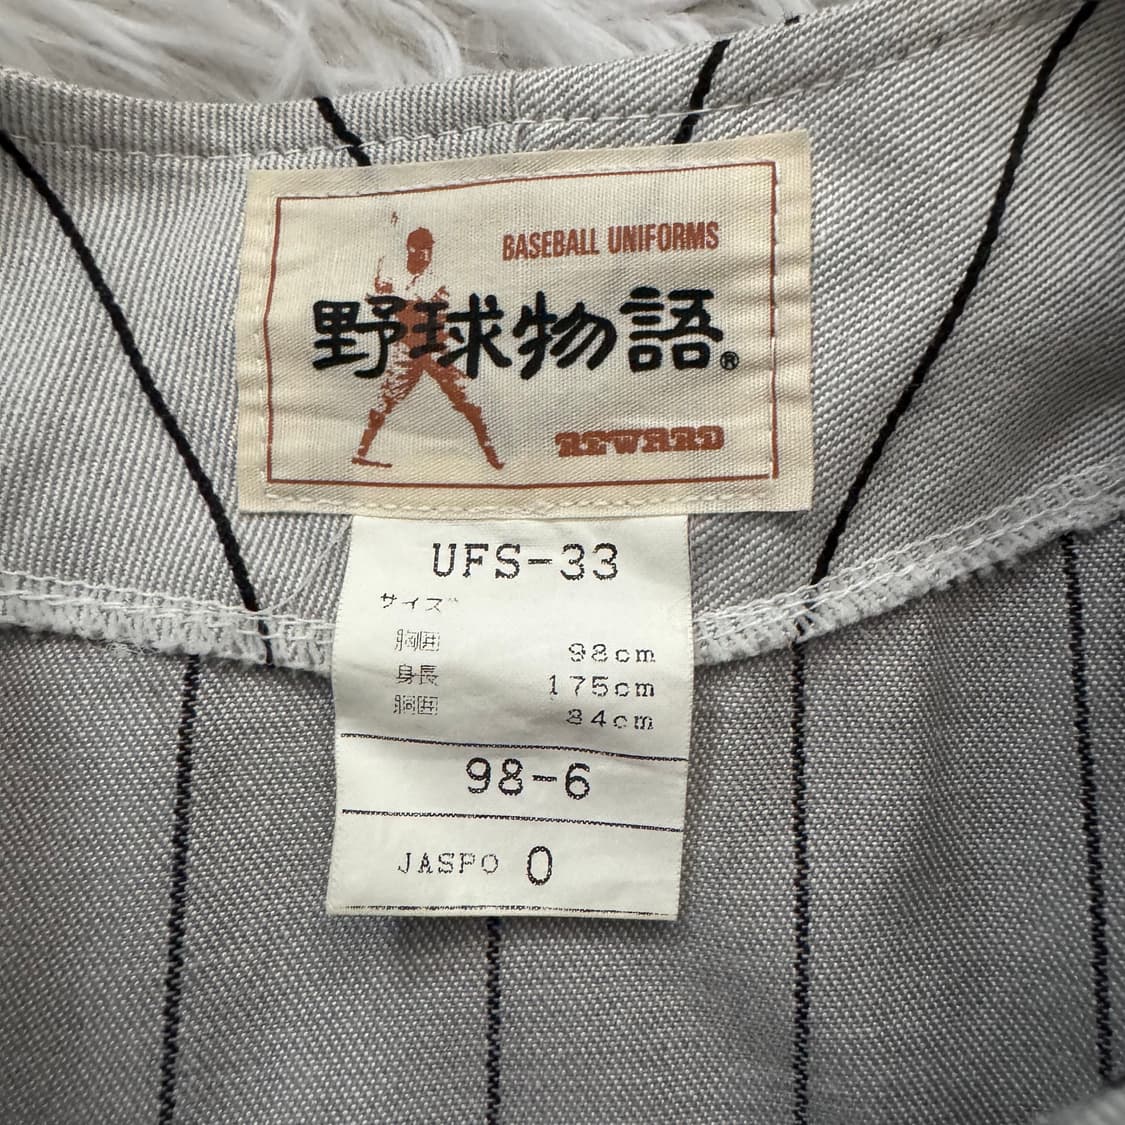 BASEBALL UNIFORMS
野球物語®
REWARD
UFS-33
サイズ
胸囲 98cm
身長 175cm
胴囲 84cm
98-6
JASPO O